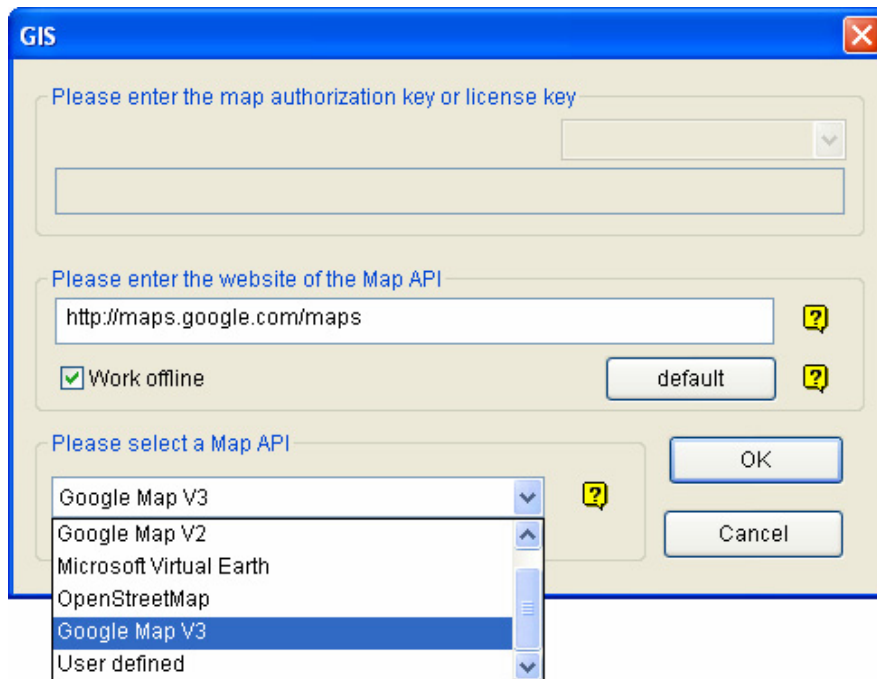 GIS
Please enter the map authorization key or license key
Please enter the website of the Map API
http://maps.google.com/maps
?
Work offline
default
?
Please select a Map API
Google Map V3
?
OK
Cancel
Google Map V2
Microsoft Virtual Earth
OpenStreetMap
Google Map V3
User defined